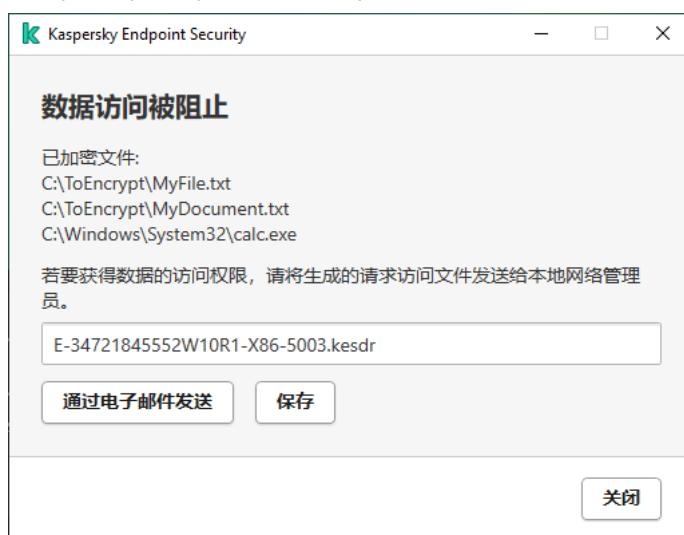 Kaspersky Endpoint Security
数据访问被阻止
已加密文件:
C:\ToEncrypt\MyFile.txt
C:\ToEncrypt\MyDocument.txt
C:\Windows\System32\calc.exe
若要获得数据的访问权限，请将生成的请求访问文件发送给本地网络管理
员。
E-34721845552W10R1-X86-5003.kesdr
通过电子邮件发送 保存
关闭